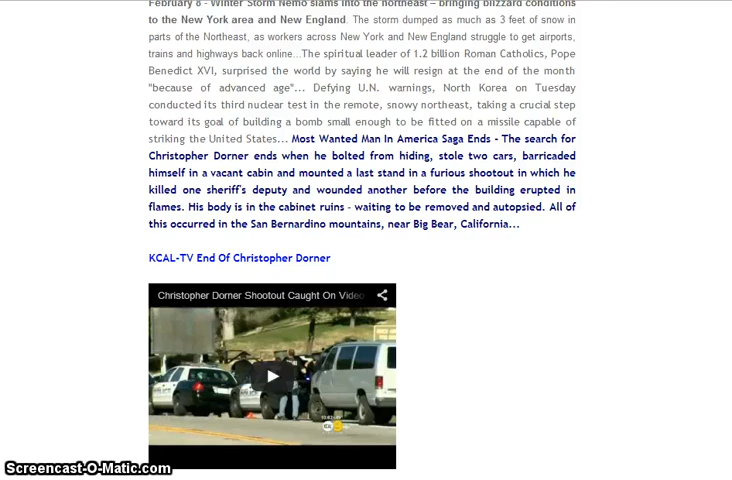 February 8 - Winter Storm Nemo slams into the northeast – bringing blizzard conditions
to the New York area and New England. The storm dumped as much as 3 feet of snow in
parts of the Northeast, as workers across New York and New England struggle to get airports,
trains and highways back online...The spiritual leader of 1.2 billion Roman Catholics, Pope
Benedict XVI, surprised the world by saying he will resign at the end of the month
"because of advanced age"... Defying U.N. warnings, North Korea on Tuesday
conducted its third nuclear test in the remote, snowy northeast, taking a crucial step
toward its goal of building a bomb small enough to be fitted on a missile capable of
striking the United States... Most Wanted Man In America Saga Ends - The search for
Christopher Dorner ends when he bolted from hiding, stole two cars, barricaded
himself in a vacant cabin and mounted a last stand in a furious shootout in which he
killed one sheriff's deputy and wounded another before the building erupted in
flames. His body is in the cabinet ruins - waiting to be removed and autopsied. All of
this occurred in the San Bernardino mountains, near Big Bear, California...
KCAL-TV End Of Christopher Dorner
Christopher Dorner Shootout Caught On Video
Screencast-O-Matic.com